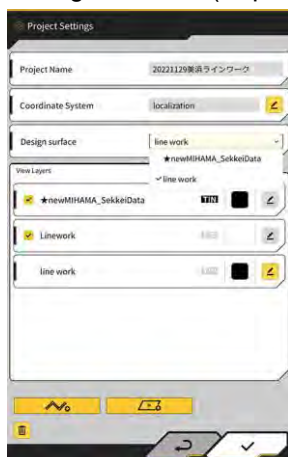 Project Settings
Project Name
20221129美浜ラインワーク
Coordinate System
localization
Design surface
line work
★newMIHAMA_SekkeiData
line work
View Layers
★newMIHAMA_SekkeiData
TIN
Linework
line work